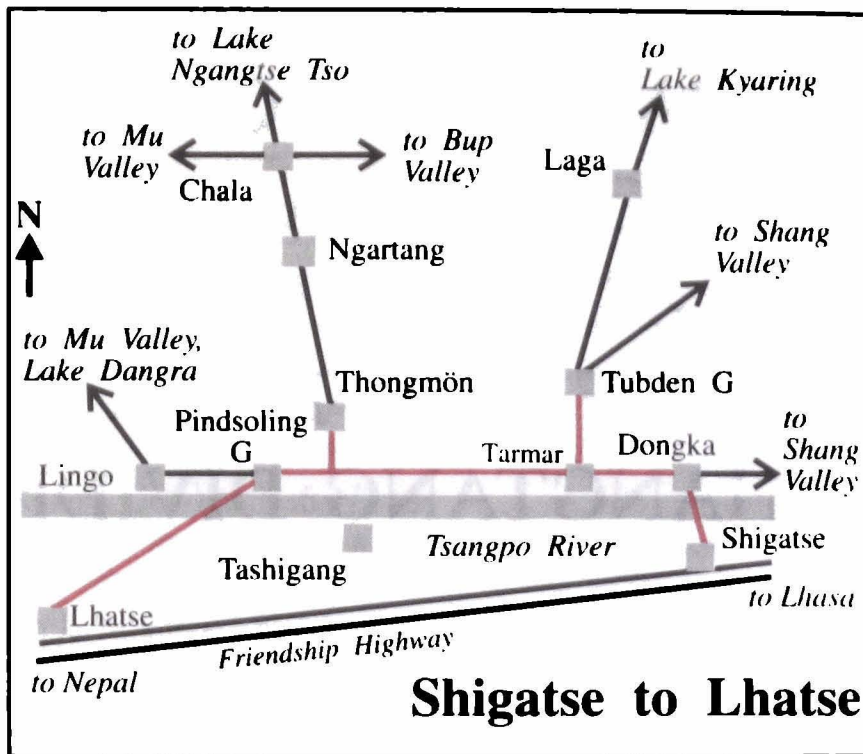 to Lake
Ngangtse Tso
to
Lake Kyaring
to Mu
Valley
to Bup
Valley
Chala
Laga
N
Ngartang
to Shang
Valley
to Mu Valley,
Lake Dangra
Thongmön
Tubden G
Pindsoling
G
Tarmar
Dongka
to
Shang
Valley
Lingo
Tashigang
Tsangpo River
Shigatse
Lhatse
to Lhasa
Friendship Highway
to Nepal
Shigatse to Lhatse